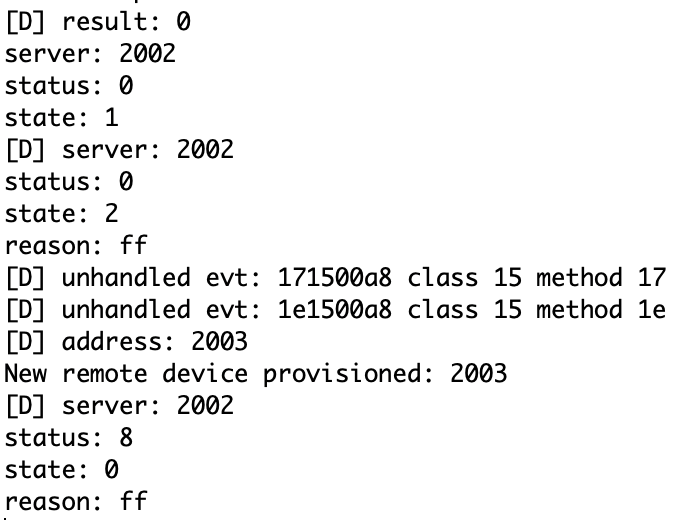 [D] result: 0
server: 2002
status: 0
state: 1
[D] server: 2002
status: 0
state: 2
reason: ff
[D] unhandled evt: 171500a8 class 15 method 17
[D] unhandled evt: 1e1500a8 class 15 method 1e
[D] address: 2003
New remote device provisioned: 2003
[D] server: 2002
status: 8
state: 0
reason: ff